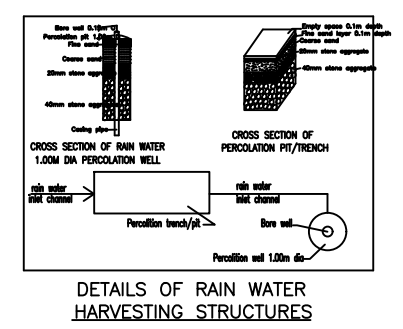 Bore well 0.15m
Percolation pit 1.00
Fine sand
Coarse sand
20mm stone aggregate
40mm stone aggregate
Casing pipe
CROSS SECTION OF RAIN WATER
1.00M DIA PERCOLATION WELL
Empty space 0.1m depth
Fine sand layer 0.1m depth
Coarse sand
20mm stone aggregate
40mm stone aggregate
CROSS SECTION OF
PERCOLATION PIT/TRENCH
rain water
inlet channel
Percolition trench/pit
rain water
inlet channel
Bore well
Percolition well 1.00m dia
DETAILS OF RAIN WATER
HARVESTING STRUCTURES